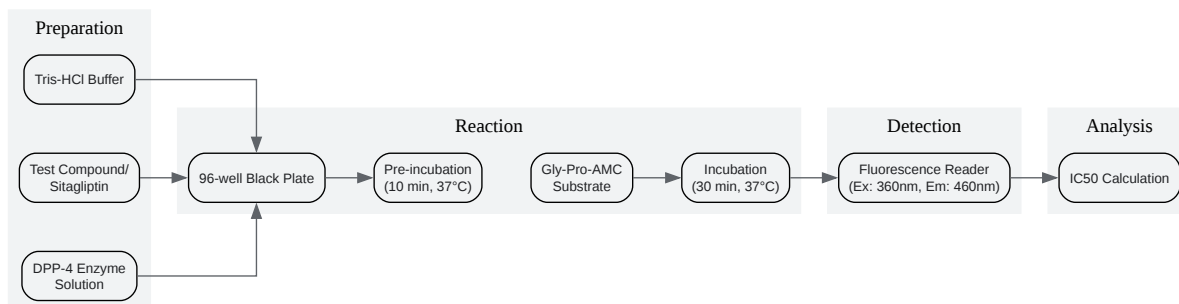 Preparation
Tris-HCl Buffer
Test Compound/
Sitagliptin
DPP-4 Enzyme
Solution
Reaction
96-well Black Plate
Pre-incubation
(10 min, 37°C)
Gly-Pro-AMC
Substrate
Incubation
(30 min, 37°C)
Detection
Fluorescence Reader
(Ex: 360nm, Em: 460nm)
Analysis
IC50 Calculation